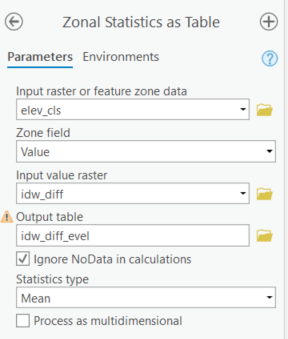 Zonal Statistics as Table
Parameters Environments
Input raster or feature zone data
elev_cls
Zone field
Value
Input value raster
idw_diff
Output table
idw_diff_evel
Ignore NoData in calculations
Statistics type
Mean
Process as multidimensional